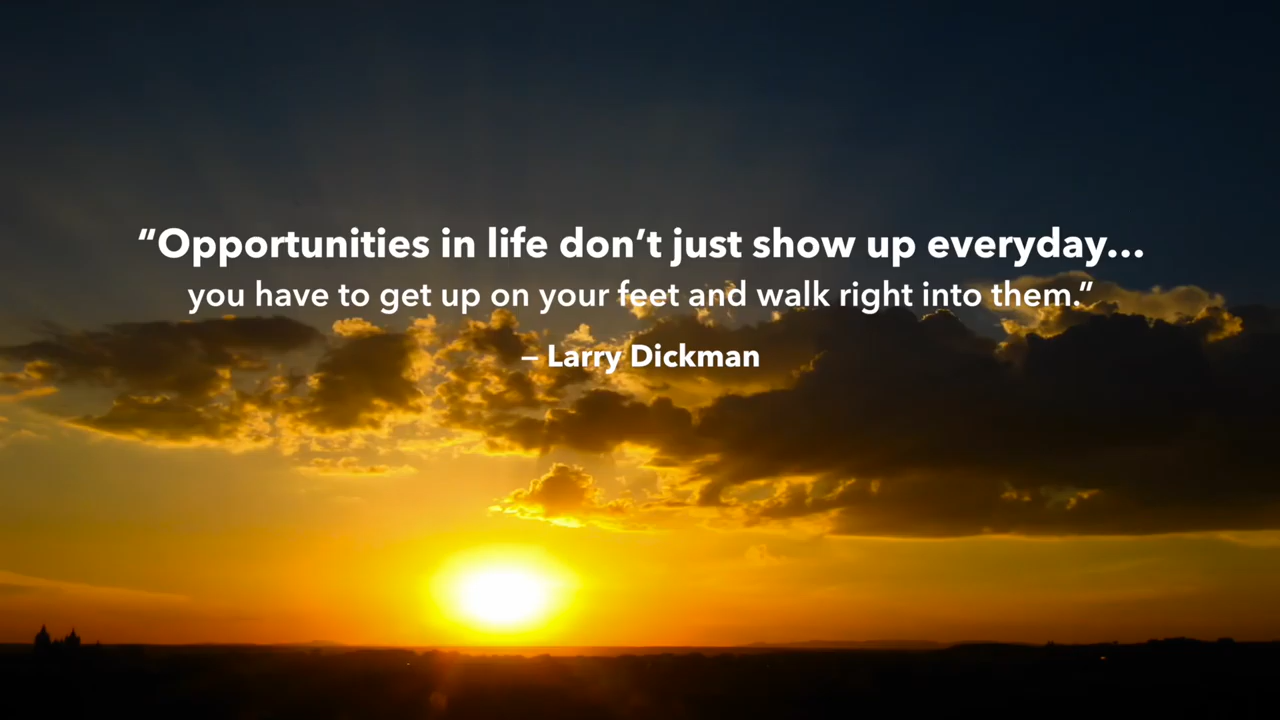 “Opportunities in life don’t just show up everyday...
you have to get up on your feet and walk right into them.”
– Larry Dickman